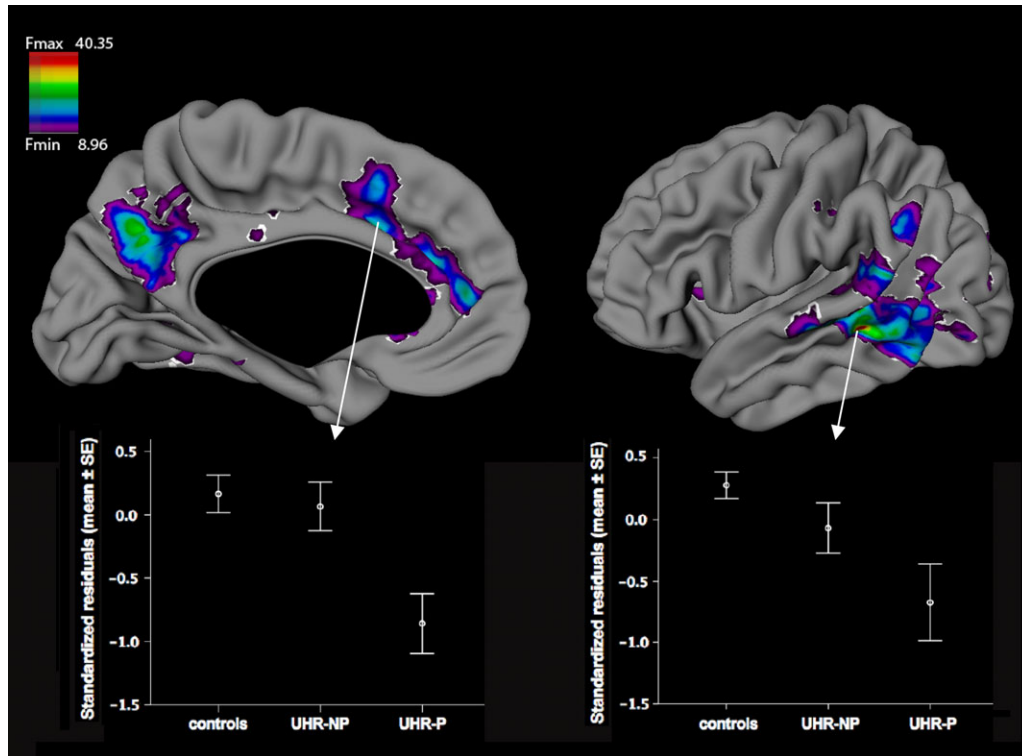 Fmax 40.35
Fmin 8.96
Standardized residuals (mean ± SE)
0.5
0.0
−0.5
−1.0
−1.5
controls UHR-NP UHR-P
Standardized residuals (mean ± SE)
0.5
0.0
−0.5
−1.0
−1.5
controls UHR-NP UHR-P